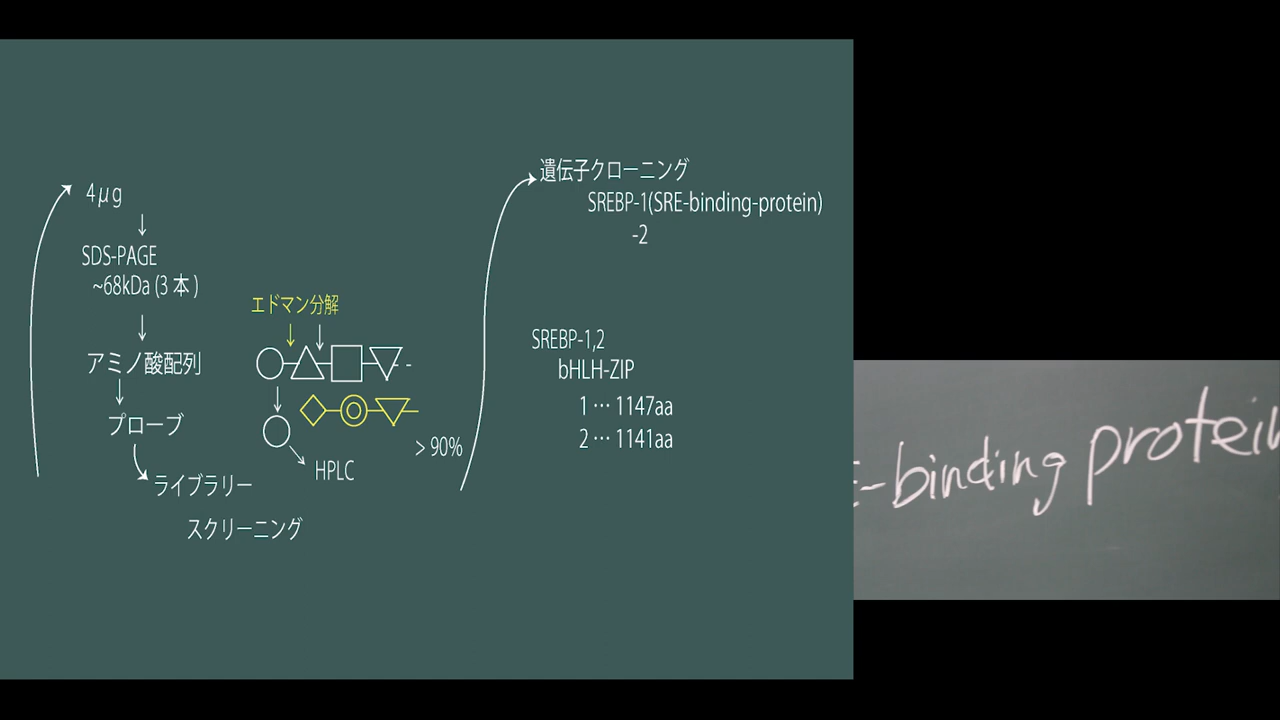 4μg
SDS-PAGE
~68kDa (3 本 )
アミノ酸配列
プローブ
ライブラリー
スクリーニング
エドマン分解
HPLC
> 90%
遺伝子クローニング
SREBP-1(SRE-binding-protein)
-2
SREBP-1,2
bHLH-ZIP
1 … 1147aa
2 … 1141aa
E-binding protein